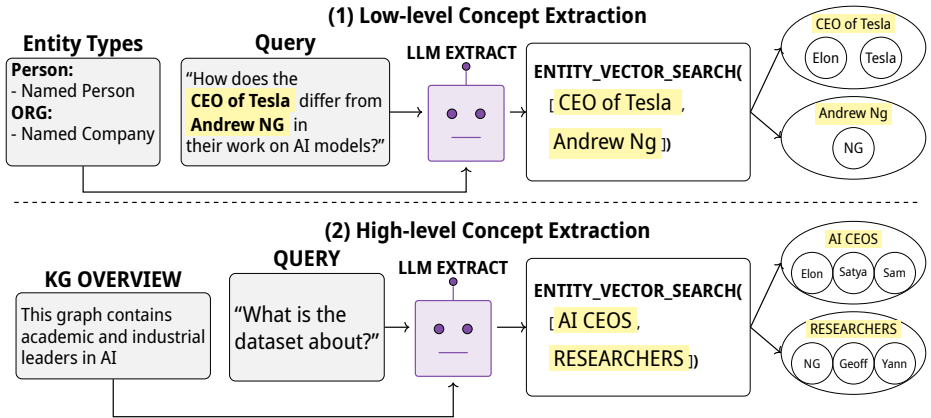 (1) Low-level Concept Extraction
Entity Types
Person:
- Named Person
ORG:
- Named Company
Query
“How does the
CEO of Tesla differ from
Andrew NG in
their work on AI models?”
LLM EXTRACT
ENTITY_VECTOR_SEARCH(
[ CEO of Tesla ,
Andrew Ng ])
CEO of Tesla
Elon Tesla
Andrew Ng
NG
(2) High-level Concept Extraction
KG OVERVIEW
This graph contains
academic and industrial
leaders in AI
QUERY
“What is the
dataset about?”
LLM EXTRACT
ENTITY_VECTOR_SEARCH(
[ AI CEOS ,
RESEARCHERS ])
AI CEOS
Elon Satya Sam
RESEARCHERS
NG Geoff Yann